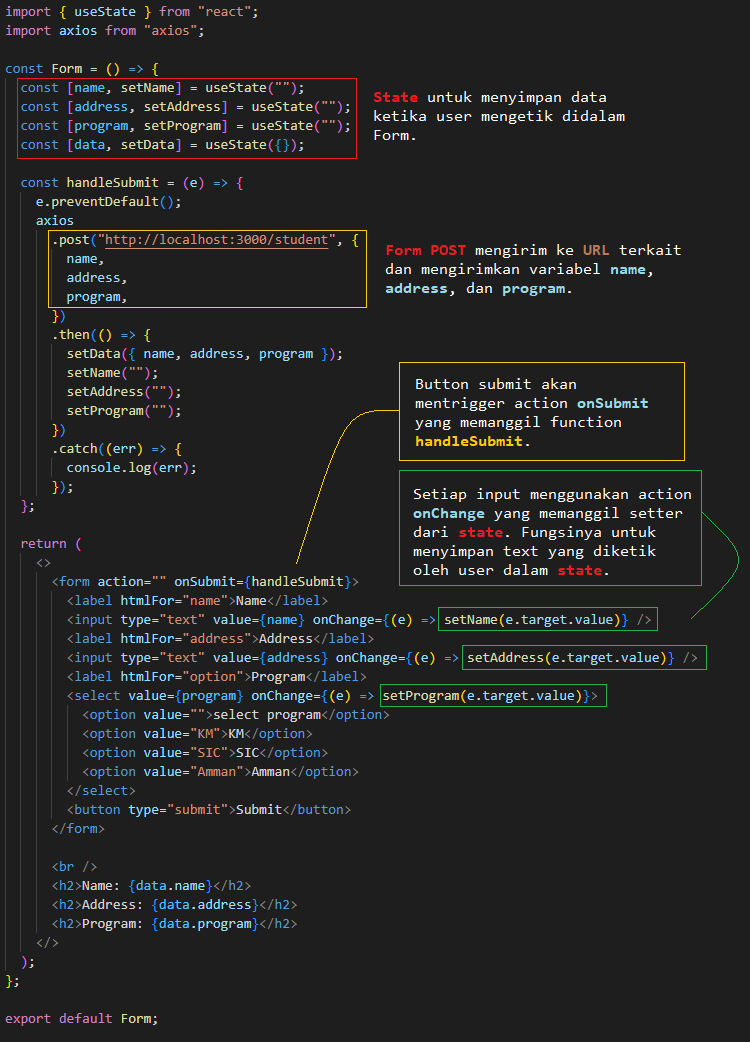 import { useState } from "react";
import axios from "axios";
const Form = () => {
const [name, setName] = useState("");
const [address, setAddress] = useState("");
const [program, setProgram] = useState("");
const [data, setData] = useState({});
State untuk menyimpan data
ketika user mengetik didalam
Form.
const handleSubmit = (e) => {
e.preventDefault();
axios
.post("http://localhost:3000/student", {
name,
address,
program,
})
Form POST mengirim ke URL terkait
dan mengirimkan variabel name,
address, dan program.
.then(() => {
setData({ name, address, program });
setName("");
setAddress("");
setProgram("");
})
.catch((err) => {
console.log(err);
});
};
Button submit akan
mentrigger action onSubmit
yang memanggil function
handleSubmit.
Setiap input menggunakan action
onChange yang memanggil setter
dari state. Fungsinya untuk
menyimpan text yang diketik
oleh user dalam state.
return (
<>
<form action="" onSubmit={handleSubmit}>
<label htmlFor="name">Name</label>
<input type="text" value={name} onChange={(e) => setName(e.target.value)} />
<label htmlFor="address">Address</label>
<input type="text" value={address} onChange={(e) => setAddress(e.target.value)} />
<label htmlFor="option">Program</label>
<select value={program} onChange={(e) => setProgram(e.target.value)}>
<option value="">select program</option>
<option value="KM">KM</option>
<option value="SIC">SIC</option>
<option value="Amman">Amman</option>
</select>
<button type="submit">Submit</button>
</form>
<br />
<h2>Name: {data.name}</h2>
<h2>Address: {data.address}</h2>
<h2>Program: {data.program}</h2>
</>
);
};
export default Form;